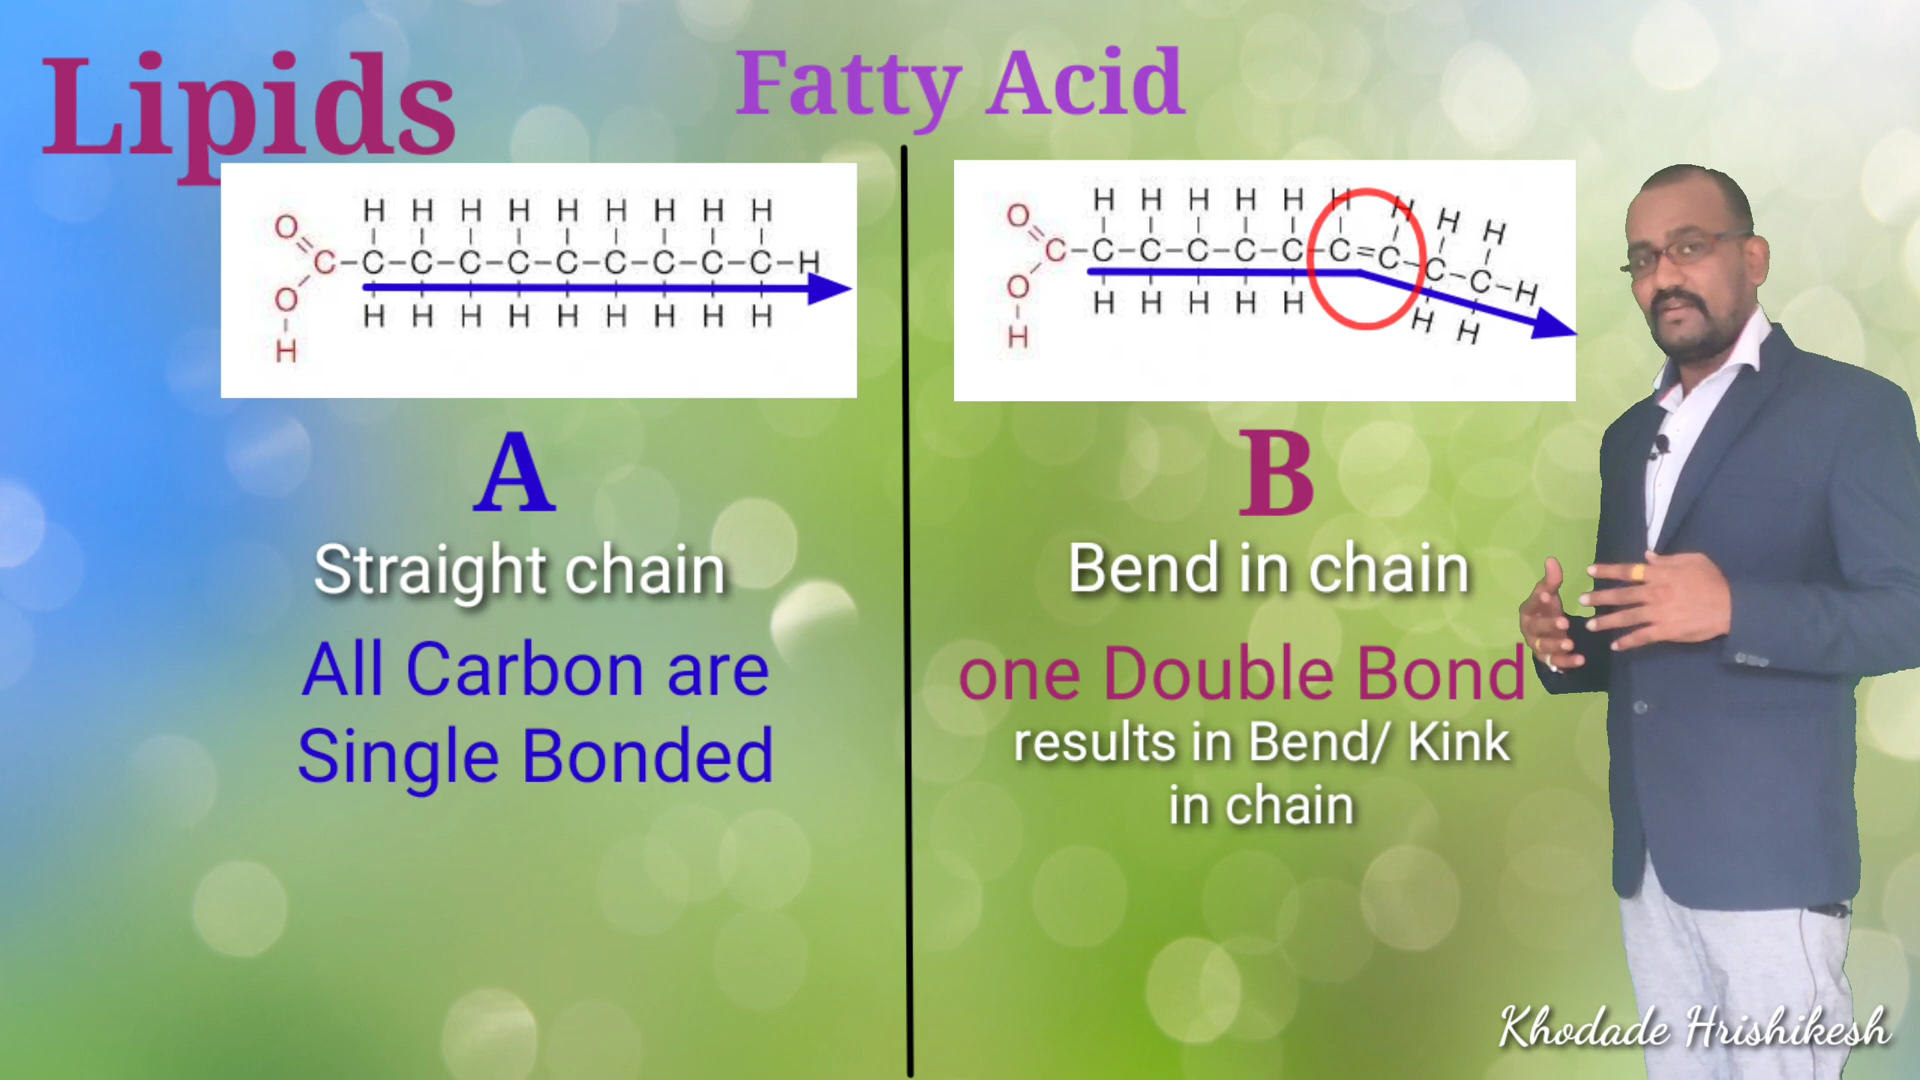 Lipids
Fatty Acid
H H H H H H H H H
O
C-C-C-C-C-C-C-C-C-C-H
O
H H H H H H H H H
H
H H H H H H H H H
O
C-C-C-C-C-C-C=C-C-C-H
O
H H H H H H H
H
A
Straight chain
All Carbon are
Single Bonded
B
Bend in chain
one Double Bond
results in Bend/ Kink
in chain
Khodade Hrishikesh